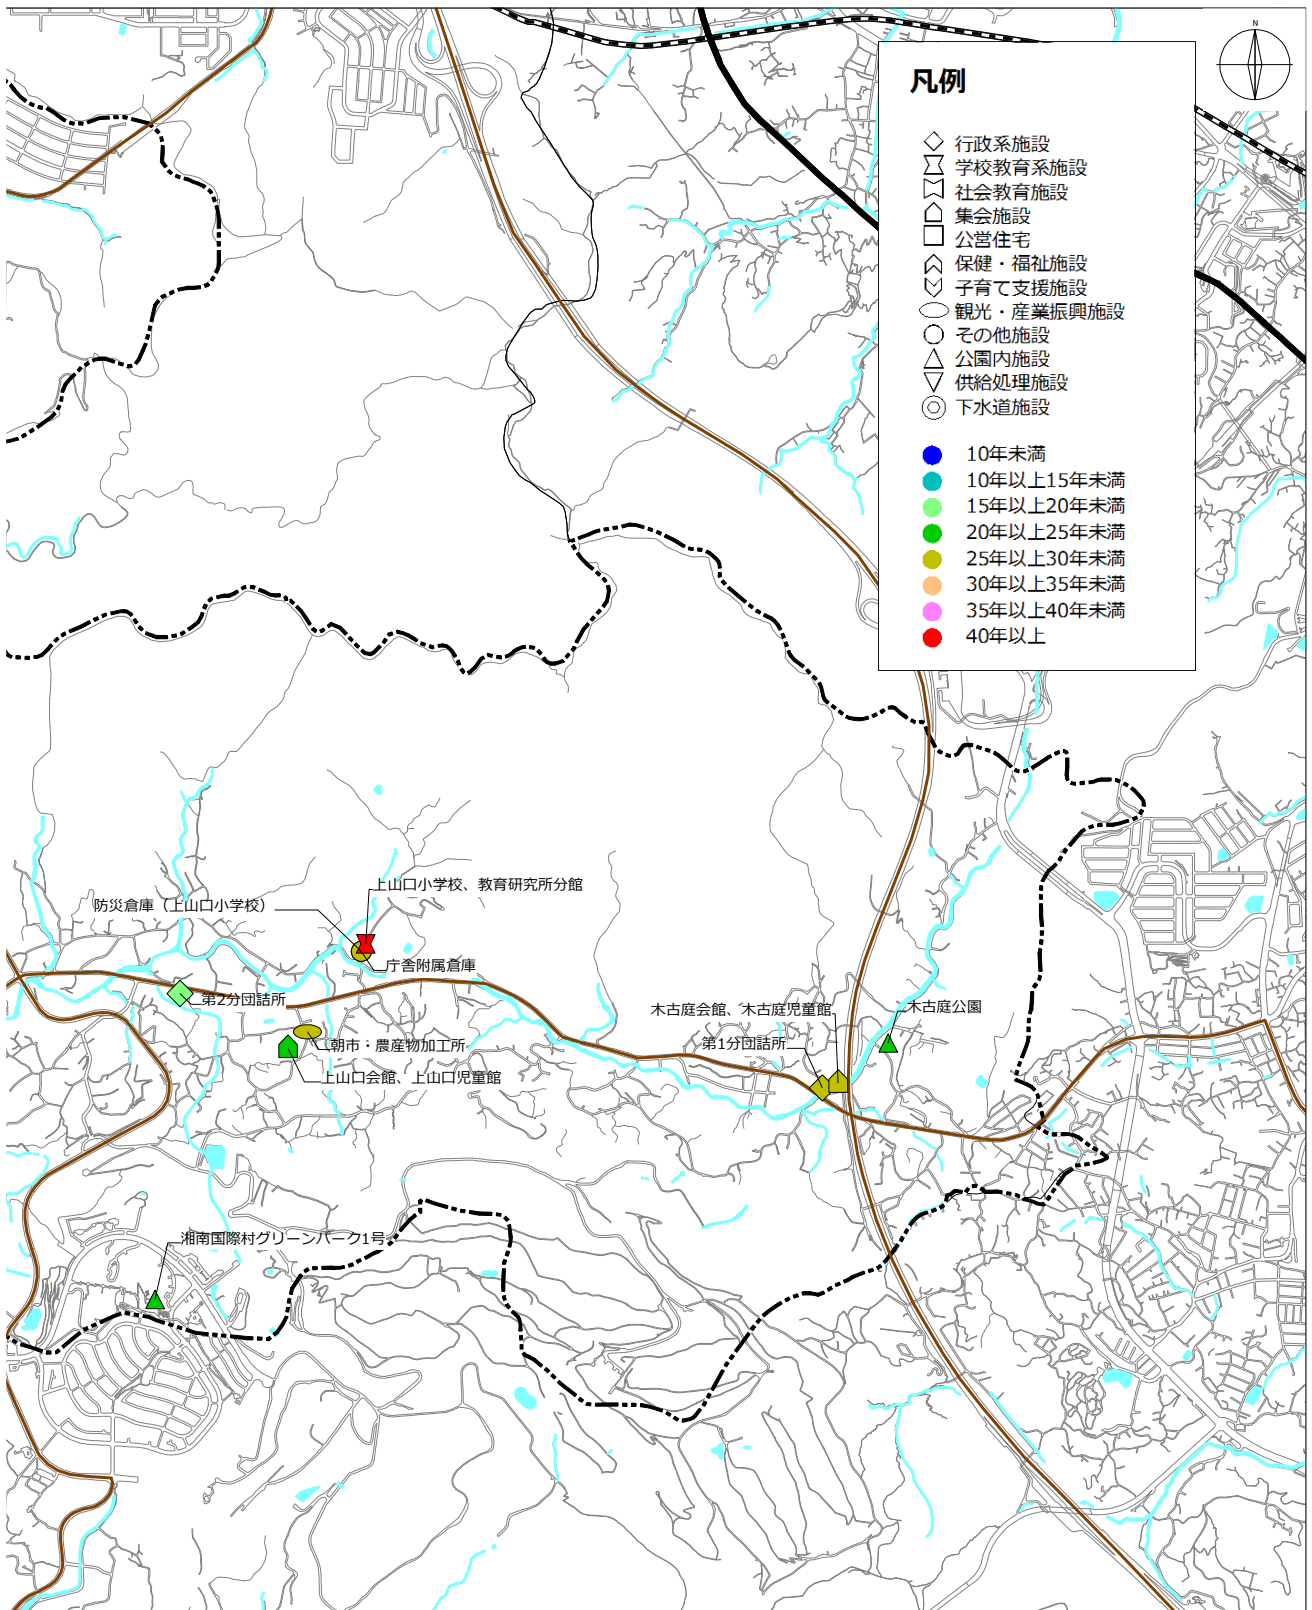 N
凡例
行政系施設
学校教育系施設
社会教育施設
集会施設
公営住宅
保健・福祉施設
子育て支援施設
観光・産業振興施設
その他施設
公園内施設
供給処理施設
下水道施設
10年未満
10年以上15年未満
15年以上20年未満
20年以上25年未満
25年以上30年未満
30年以上35年未満
35年以上40年未満
40年以上
上山口小学校、教育研究所分館
防災倉庫（上山口小学校）
庁舎附属倉庫
第2分団詰所
朝市・農産物加工所
上山口会館、上山口児童館
木古庭会館、木古庭児童館
木古庭公園
第1分団詰所
湘南国際村グリーンパーク1号